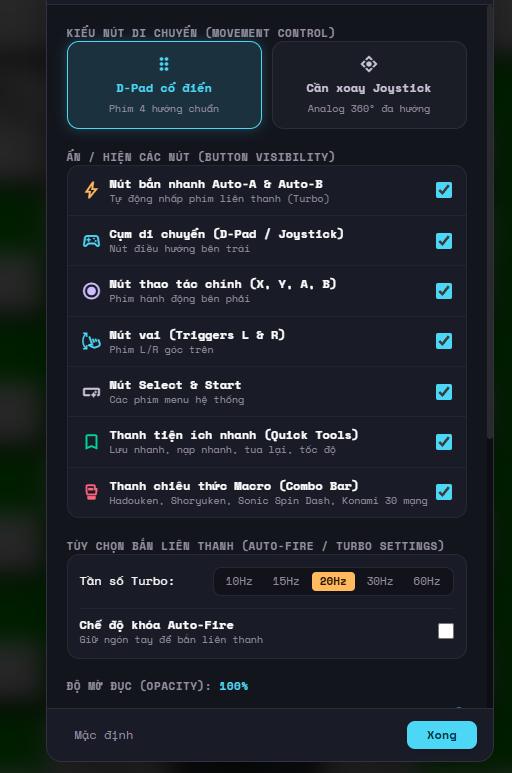 KIỂU NÚT DI CHUYỂN (MOVEMENT CONTROL)
D-Pad cổ điển
Phím 4 hướng chuẩn
Cần xoay Joystick
Analog 360° đa hướng
ẨN / HIỆN CÁC NÚT (BUTTON VISIBILITY)
Nút bắn nhanh Auto-A & Auto-B
Tự động nhấp phím liên thanh (Turbo)
Cụm di chuyển (D-Pad / Joystick)
Nút điều hướng bên trái
Nút thao tác chính (X, Y, A, B)
Phím hành động bên phải
Nút vai (Triggers L & R)
Phím L/R góc trên
Nút Select & Start
Các phím menu hệ thống
Thanh tiện ích nhanh (Quick Tools)
Lưu nhanh, nạp nhanh, tua lại, tốc độ
Thanh chiêu thức Macro (Combo Bar)
Hadouken, Shoryuken, Sonic Spin Dash, Konami 30 mạng
TÙY CHỌN BẮN LIÊN THANH (AUTO-FIRE / TURBO SETTINGS)
Tần số Turbo:
10Hz 15Hz 20Hz 30Hz 60Hz
Chế độ khóa Auto-Fire
Giữ ngón tay để bắn liên thanh
ĐỘ MỜ ĐỤC (OPACITY): 100%
Mặc định
Xong